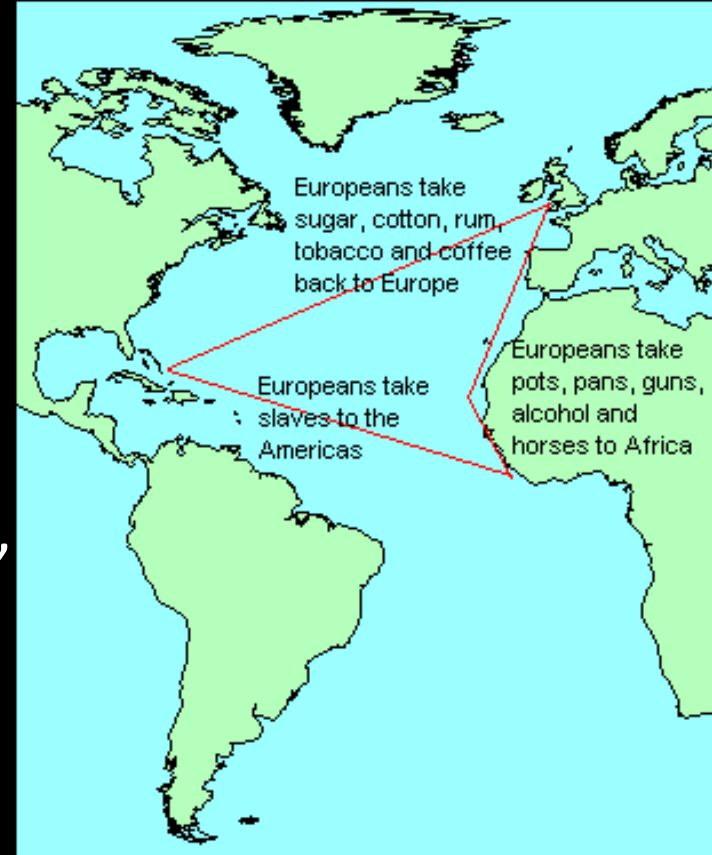 Europeans take
sugar, cotton, rum,
tobacco and coffee
back to Europe
Europeans take
pots, pans, guns,
alcohol and
horses to Africa
Europeans take
slaves to the
Americas